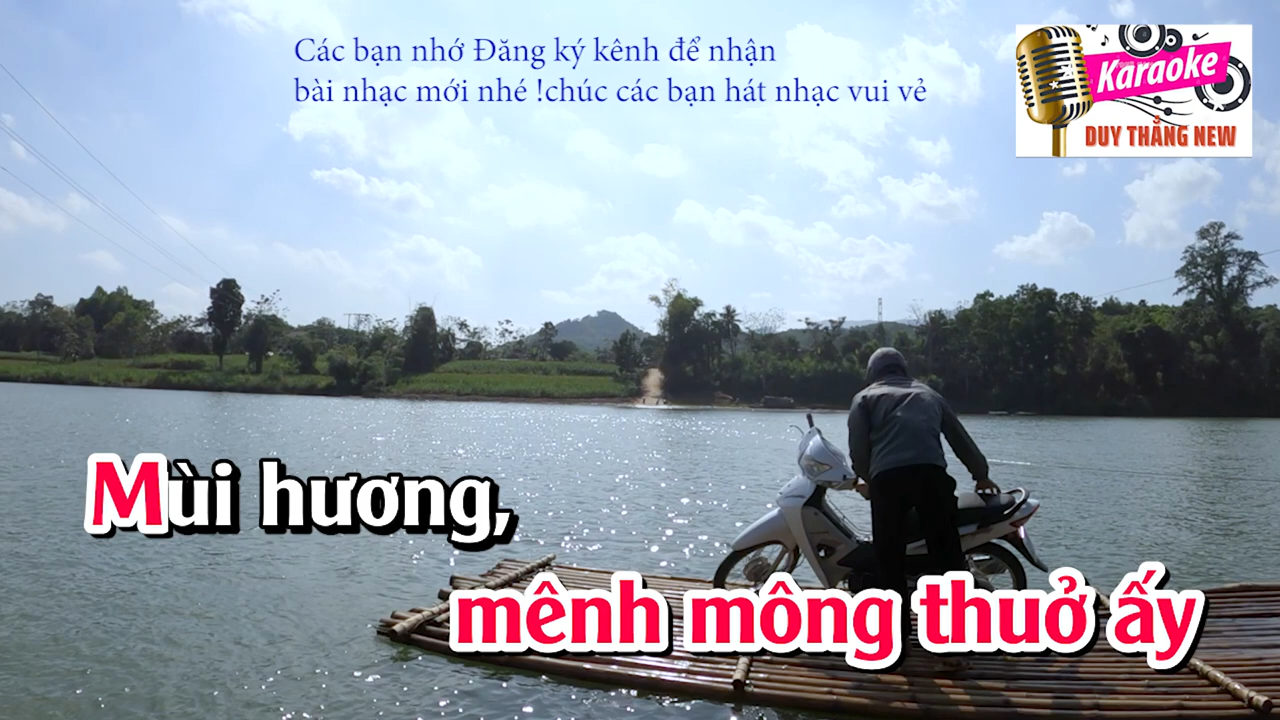 Các bạn nhớ Đăng ký kênh để nhận
bài nhạc mới nhé !chúc các bạn hát nhạc vui vẻ
Karaoke
DUY THẮNG NEW
Mùi hương,
mênh mông thuở ấy